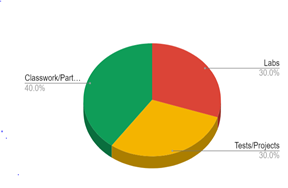 Labs
30.0%
Classwork/Part...
40.0%
Tests/Projects
30.0%